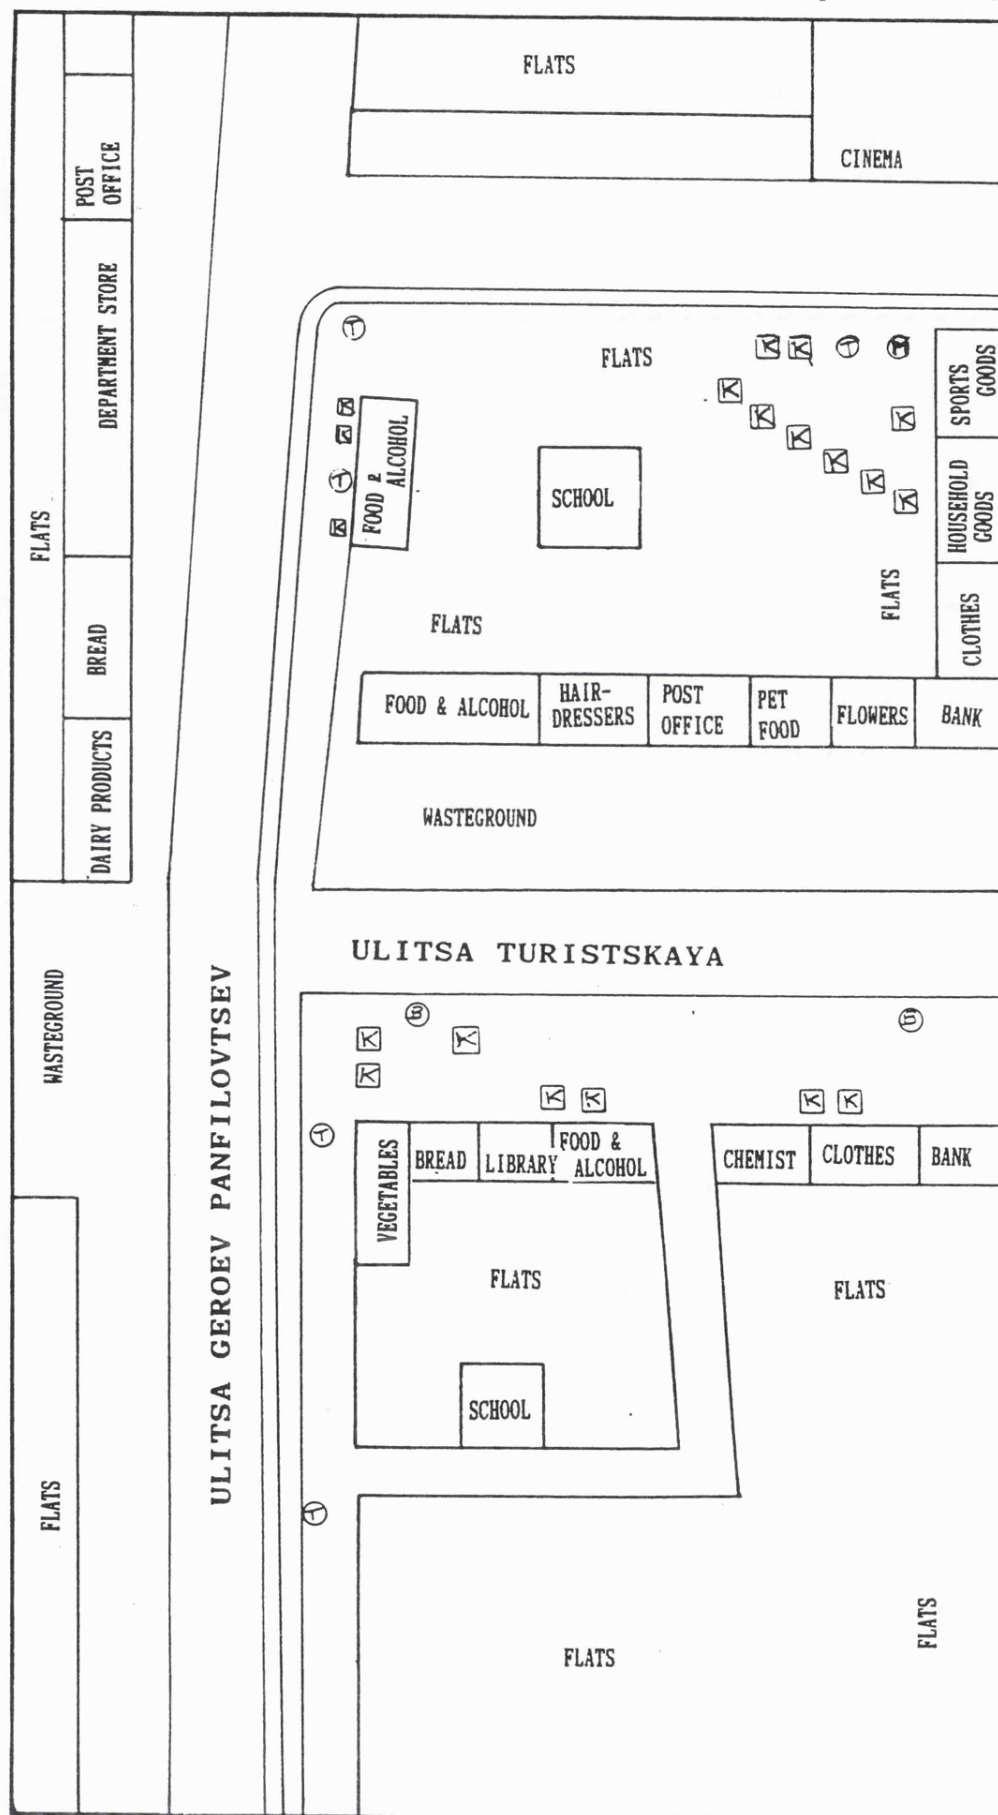 FLATS
CINEMA
POST
OFFICE
DEPARTMENT STORE
FLATS
BREAD
DAIRY PRODUCTS
T
FLATS
K
K
T
M
K
K
K
K
K
K
K
K
SPORTS
GOODS
HOUSEHOLD
GOODS
CLOTHES
K
K
T
K
FOOD &
ALCOHOL
SCHOOL
FLATS
FLATS
FOOD & ALCOHOL
HAIR-
DRESSERS
POST
OFFICE
PET
FOOD
FLOWERS
BANK
WASTEGROUND
ULITSA TURISTSKAYA
WASTEGROUND
ULITSA GEROEV PANFILOVTSEV
B
B
K
K
K
K
K
K
K
T
VEGETABLES
BREAD
LIBRARY
FOOD &
ALCOHOL
CHEMIST
CLOTHES
BANK
FLATS
FLATS
SCHOOL
FLATS
T
FLATS
FLATS